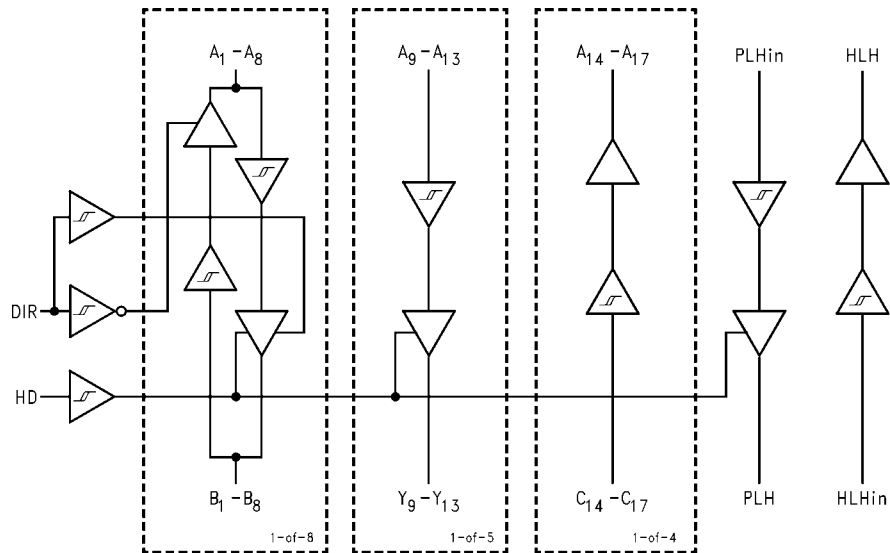 A1 –A8
A9 –A13
A14 –A17
PLHin
HLH
DIR
HD
B1 –B8
Y9 –Y13
C14 –C17
PLH
HLHin
1–of–8
1–of–5
1–of–4